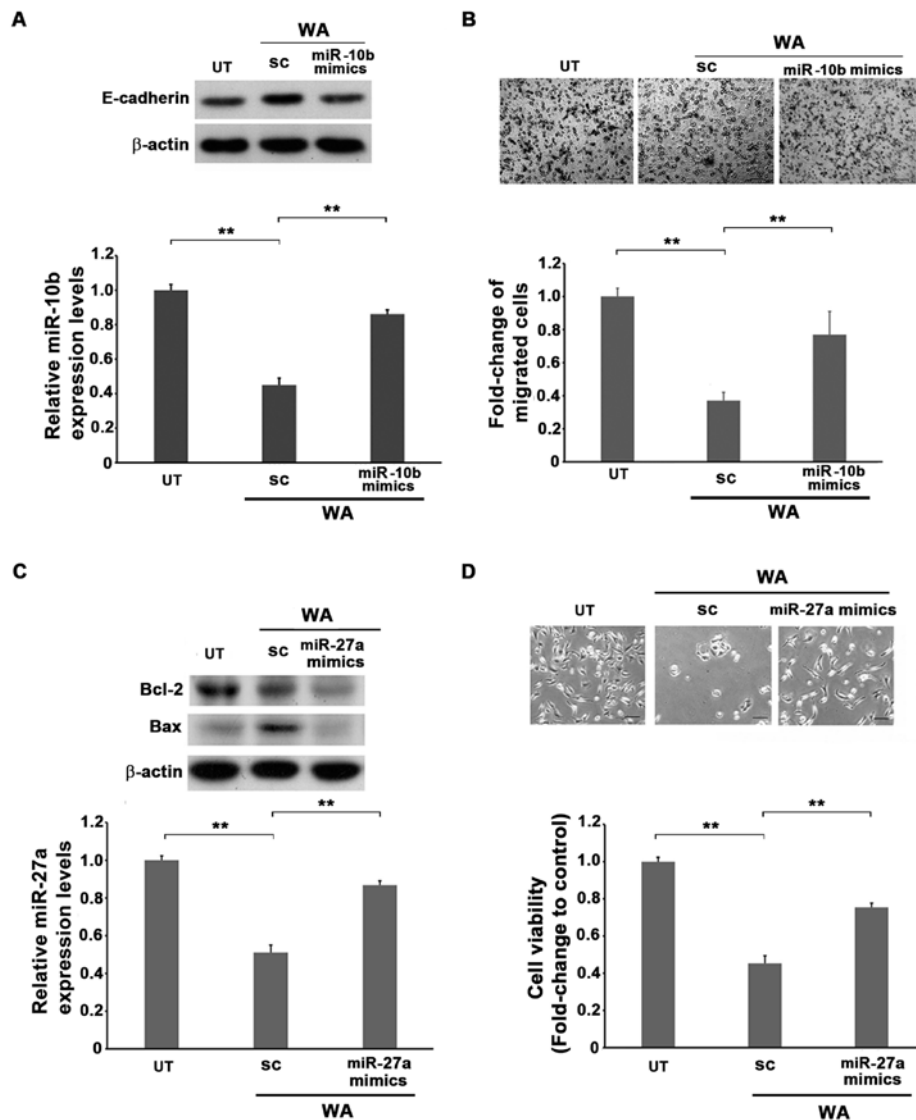 A
WA
UT SC miR-10b
mimics
E-cadherin
β-actin
** **
Relative miR-10b
expression levels
1.2
1.0
0.8
0.6
0.4
0.2
0
UT SC miR-10b
mimics
WA
B
WA
UT SC miR-10b mimics
** **
Fold-change of
migrated cells
1.2
1.0
0.8
0.6
0.4
0.2
0
UT SC miR-10b
mimics
WA
C
WA
UT SC miR-27a
mimics
Bcl-2
Bax
β-actin
** **
Relative miR-27a
expression levels
1.2
1.0
0.8
0.6
0.4
0.2
0
UT SC miR-27a
mimics
WA
D
WA
UT SC miR-27a mimics
** **
Cell viability
(Fold-change to control)
1.2
1.0
0.8
0.6
0.4
0.2
0
UT SC miR-27a
mimics
WA